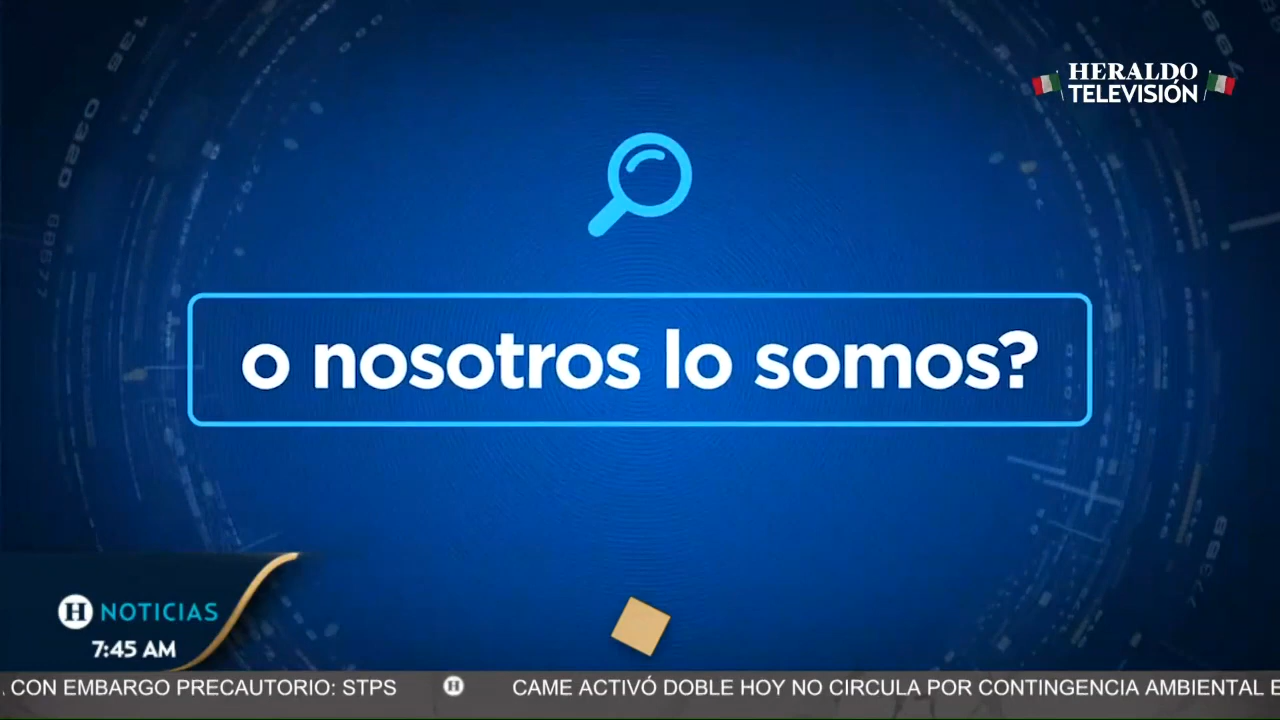 HERALDO
TELEVISIÓN
o nosotros lo somos?
H NOTICIAS
7:45 AM
. CON EMBARGO PRECAUTORIO: STPS H CAME ACTIVÓ DOBLE HOY NO CIRCULA POR CONTINGENCIA AMBIENTAL E